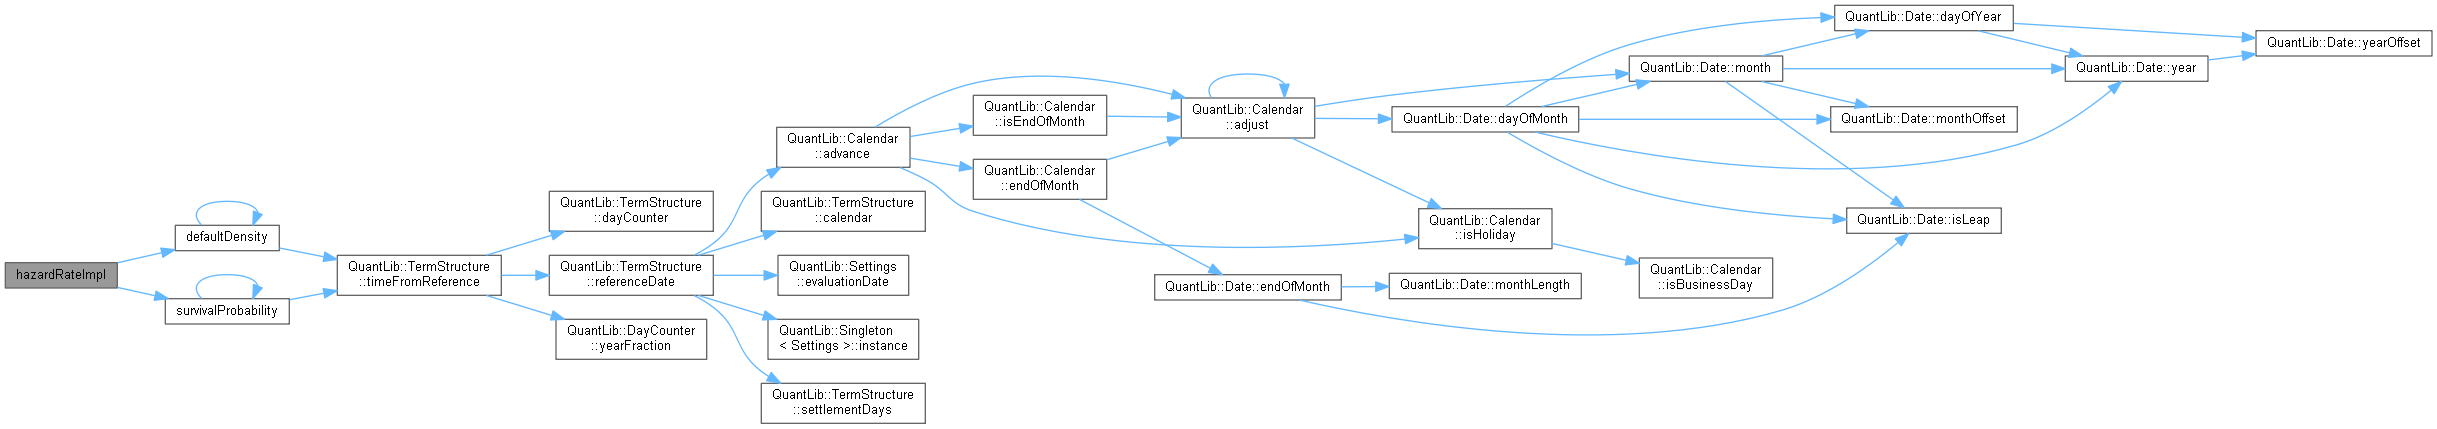 hazardRateImpl
defaultDensity
survivalProbability
QuantLib::TermStructure
::timeFromReference
QuantLib::TermStructure
::dayCounter
QuantLib::TermStructure
::referenceDate
QuantLib::DayCounter
::yearFraction
QuantLib::Calendar
::advance
QuantLib::TermStructure
::calendar
QuantLib::Settings
::evaluationDate
QuantLib::Singleton
< Settings >::instance
QuantLib::TermStructure
::settlementDays
QuantLib::Calendar
::isEndOfMonth
QuantLib::Calendar
::endOfMonth
QuantLib::Calendar
::adjust
QuantLib::Date::endOfMonth
QuantLib::Date::dayOfMonth
QuantLib::Calendar
::isHoliday
QuantLib::Date::monthLength
QuantLib::Date::month
QuantLib::Calendar
::isBusinessDay
QuantLib::Date::dayOfYear
QuantLib::Date::monthOffset
QuantLib::Date::isLeap
QuantLib::Date::year
QuantLib::Date::yearOffset